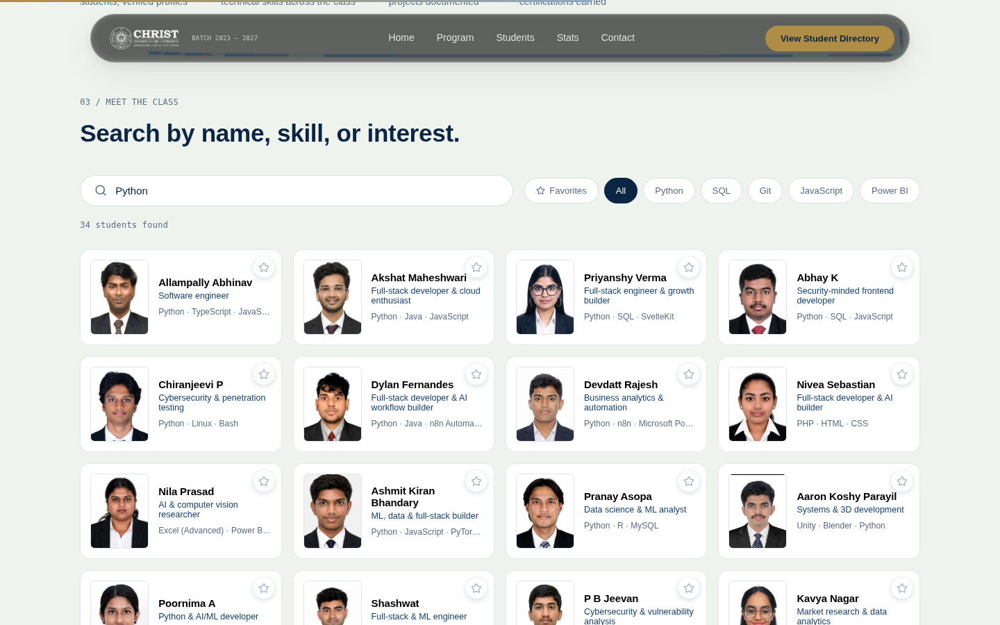 students, verified profiles
technical skills across the class
projects documented
certifications earned
CHRIST
BATCH 2023 – 2027
Home
Program
Students
Stats
Contact
View Student Directory
03 / MEET THE CLASS
Search by name, skill, or interest.
Python
Favorites
All
Python
SQL
Git
JavaScript
Power BI
34 students found
Allampally Abhinav
Software engineer
Python · TypeScript · JavaS...
Akshat Maheshwari
Full-stack developer & cloud
enthusiast
Python · Java · JavaScript
Priyanshy Verma
Full-stack engineer & growth
builder
Python · SQL · SvelteKit
Abhay K
Security-minded frontend
developer
Python · SQL · JavaScript
Chiranjeevi P
Cybersecurity & penetration
testing
Python · Linux · Bash
Dylan Fernandes
Full-stack developer & AI
workflow builder
Python · Java · n8n Automa...
Devdatt Rajesh
Business analytics &
automation
Python · n8n · Microsoft Po...
Nivea Sebastian
Full-stack developer & AI
builder
PHP · HTML · CSS
Nila Prasad
AI & computer vision
researcher
Excel (Advanced) · Power B...
Ashmit Kiran
Bhandary
ML, data & full-stack builder
Python · JavaScript · PyTor...
Pranay Asopa
Data science & ML analyst
Python · R · MySQL
Aaron Koshy Parayil
Systems & 3D development
Unity · Blender · Python
Poornima A
Python & AI/ML developer
Shashwat
Full-stack & ML engineer
P B Jeevan
Cybersecurity & vulnerability
analysis
Kavya Nagar
Market research & data
analytics